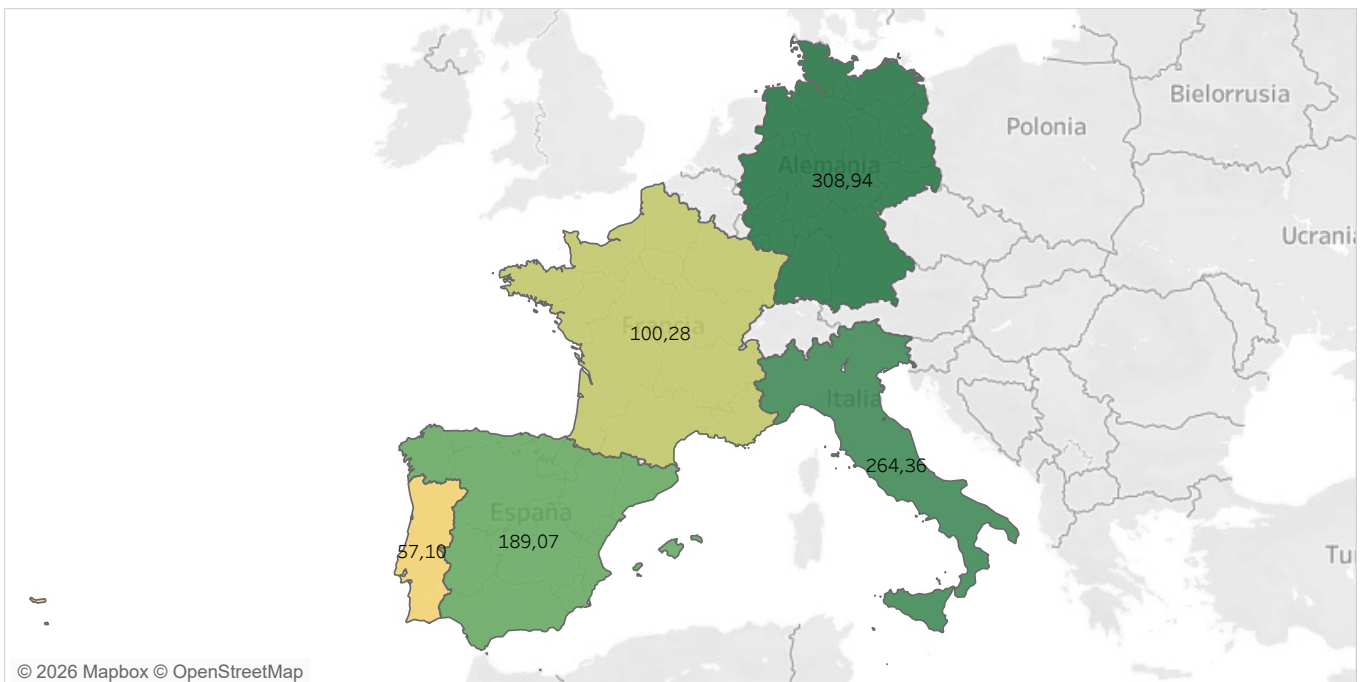 Bielorrusia
Polonia
Alemania
308,94
Ucrania
Francia
100,28
Italia
264,36
España
189,07
57,10
Tu
© 2026 Mapbox © OpenStreetMap